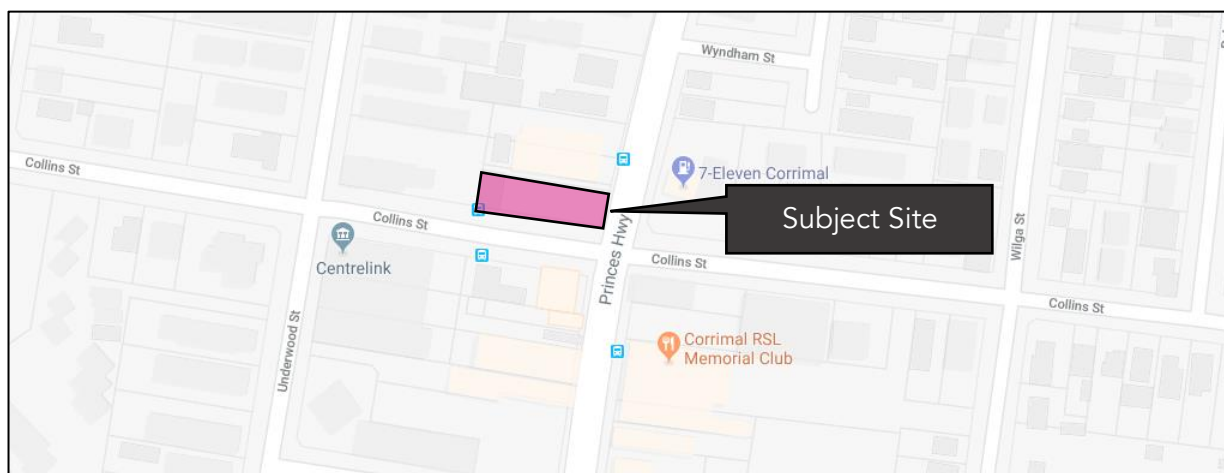 Wyndham St
Collins St
7-Eleven Corrimal
Subject Site
Collins St
Centrelink
Princes Hwy
Collins St
Wilga St
Collins St
Underwood St
Corrimal RSL
Memorial Club